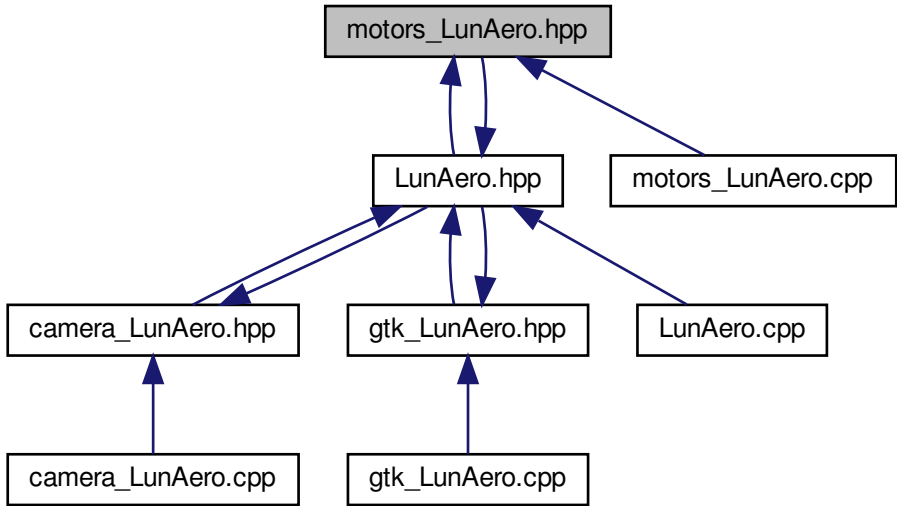 motors_LunAero.hpp
LunAero.hpp
motors_LunAero.cpp
camera_LunAero.hpp
gtk_LunAero.hpp
LunAero.cpp
camera_LunAero.cpp
gtk_LunAero.cpp